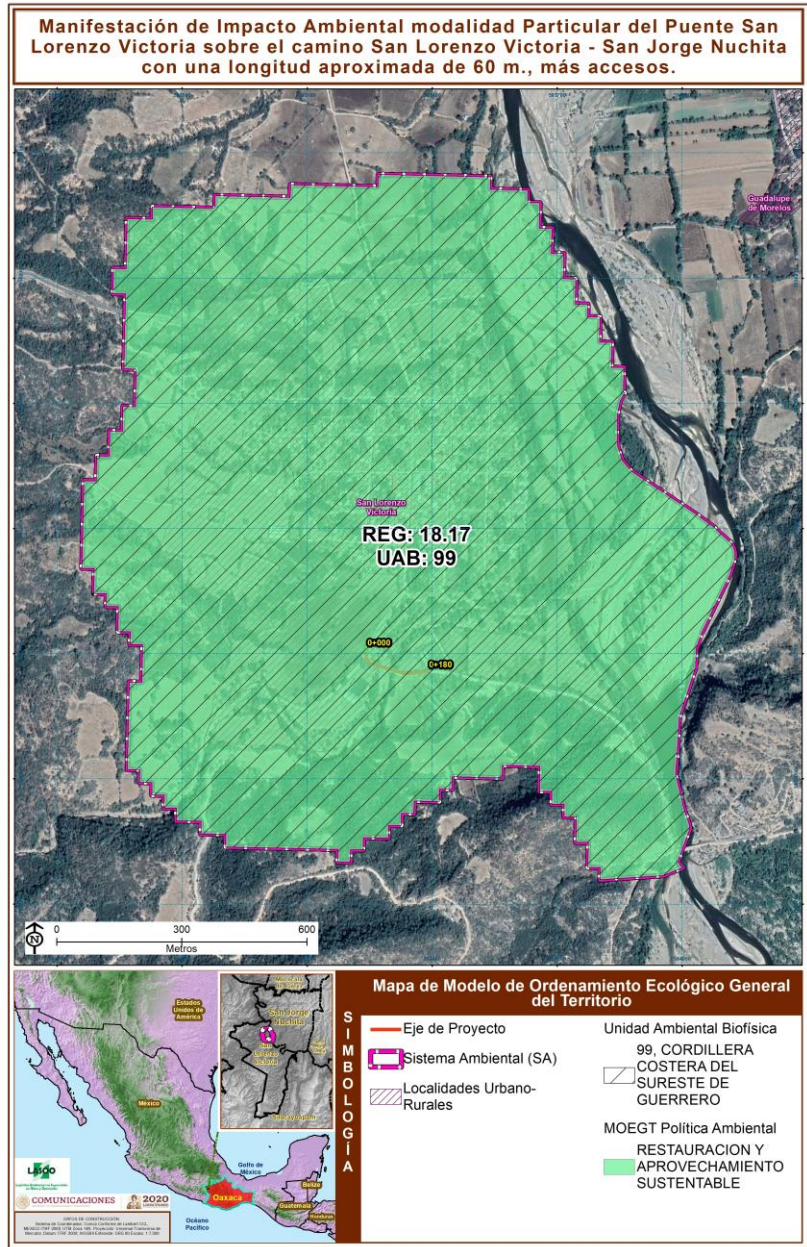 Manifestación de Impacto Ambiental modalidad Particular del Puente San
Lorenzo Victoria sobre el camino San Lorenzo Victoria - San Jorge Nuchita
con una longitud aproximada de 60 m., más accesos.
Guadalupe
de Morelos
San Lorenzo
Victoria
REG: 18.17
UAB: 99
0+000
0+180
N
0 300 600
Metros
Estados
Unidos de
América
México
Golfo de
México
Oaxaca
Belize
Guatemala
Honduras
Océano
Pacífico
San Jorge
Nuchita
San
Lorenzo
Victoria
LASOO
COMUNICACIONES
2020
SIMBOLOGÍA
Mapa de Modelo de Ordenamiento Ecológico General
del Territorio
Eje de Proyecto
Sistema Ambiental (SA)
Localidades Urbano-
Rurales
Unidad Ambiental Biofísica
99, CORDILLERA
COSTERA DEL
SURESTE DE
GUERRERO
MOEGT Política Ambiental
RESTAURACION Y
APROVECHAMIENTO
SUSTENTABLE